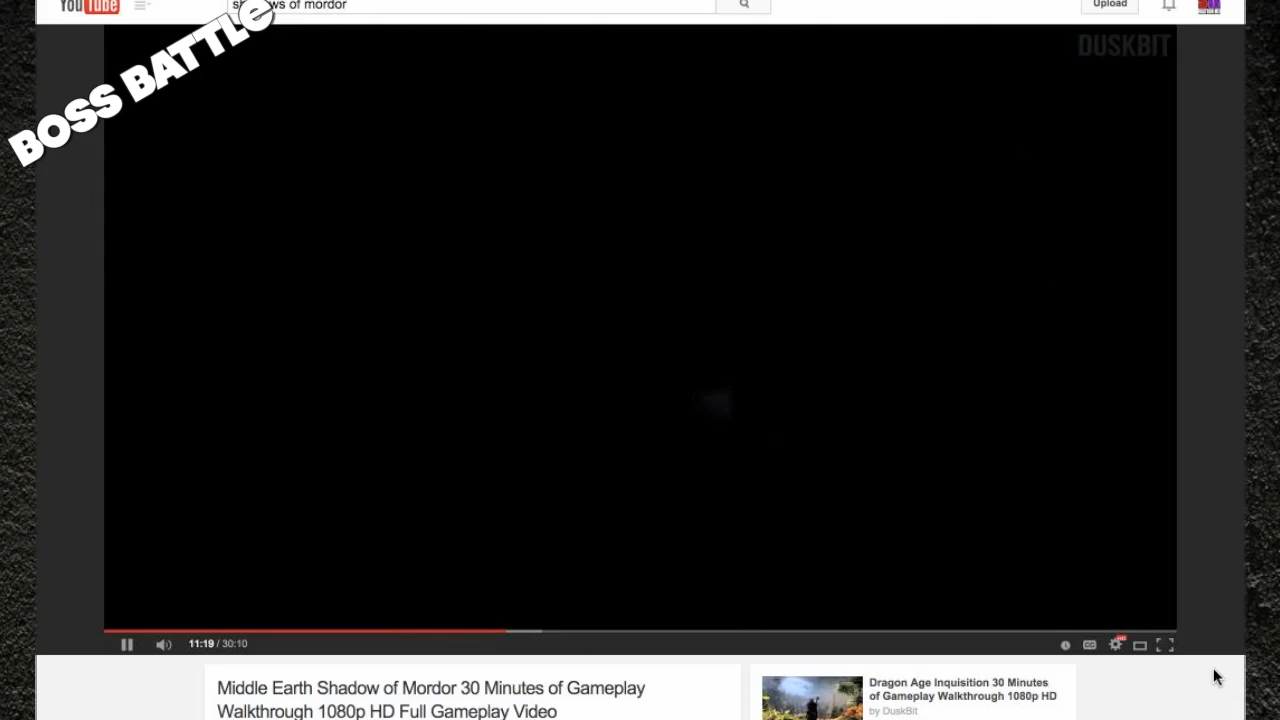 YouTube
ws of mordor
Upload
BOSS BATTLE
DUSKBIT
11:19 / 30:10
Middle Earth Shadow of Mordor 30 Minutes of Gameplay
Walkthrough 1080p HD Full Gameplay Video
Dragon Age Inquisition 30 Minutes
of Gameplay Walkthrough 1080p HD
by DuskBit